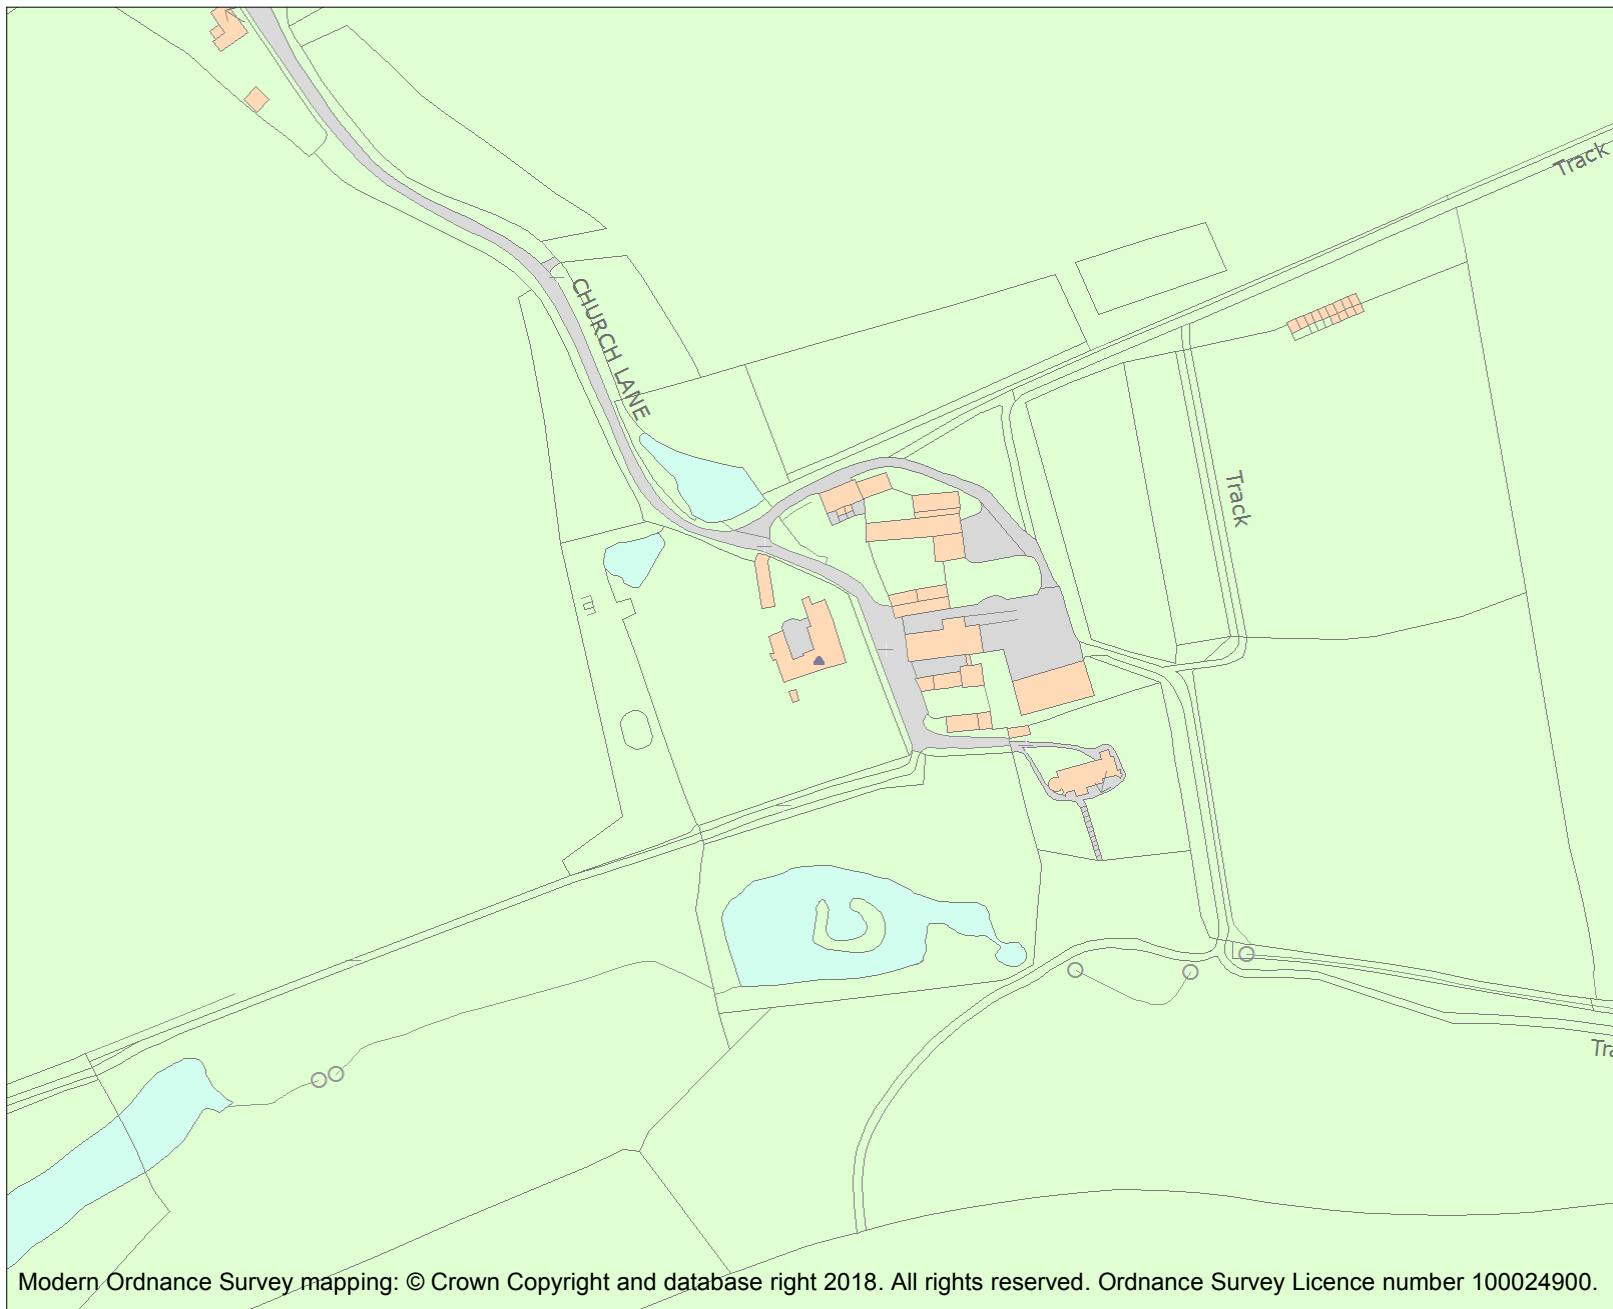 Track
CHURCH LANE
Track
Modern Ordnance Survey mapping: © Crown Copyright and database right 2018. All rights reserved. Ordnance Survey Licence number 100024900.